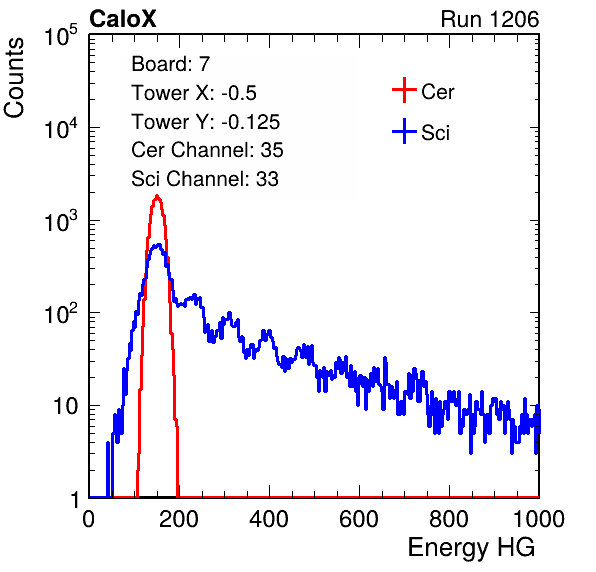 CaloX Run 1206
Counts
Board: 7
Tower X: -0.5
Tower Y: -0.125
Cer Channel: 35
Sci Channel: 33
Cer
Sci
10^5
10^4
10^3
10^2
10
1
0 200 400 600 800 1000
Energy HG